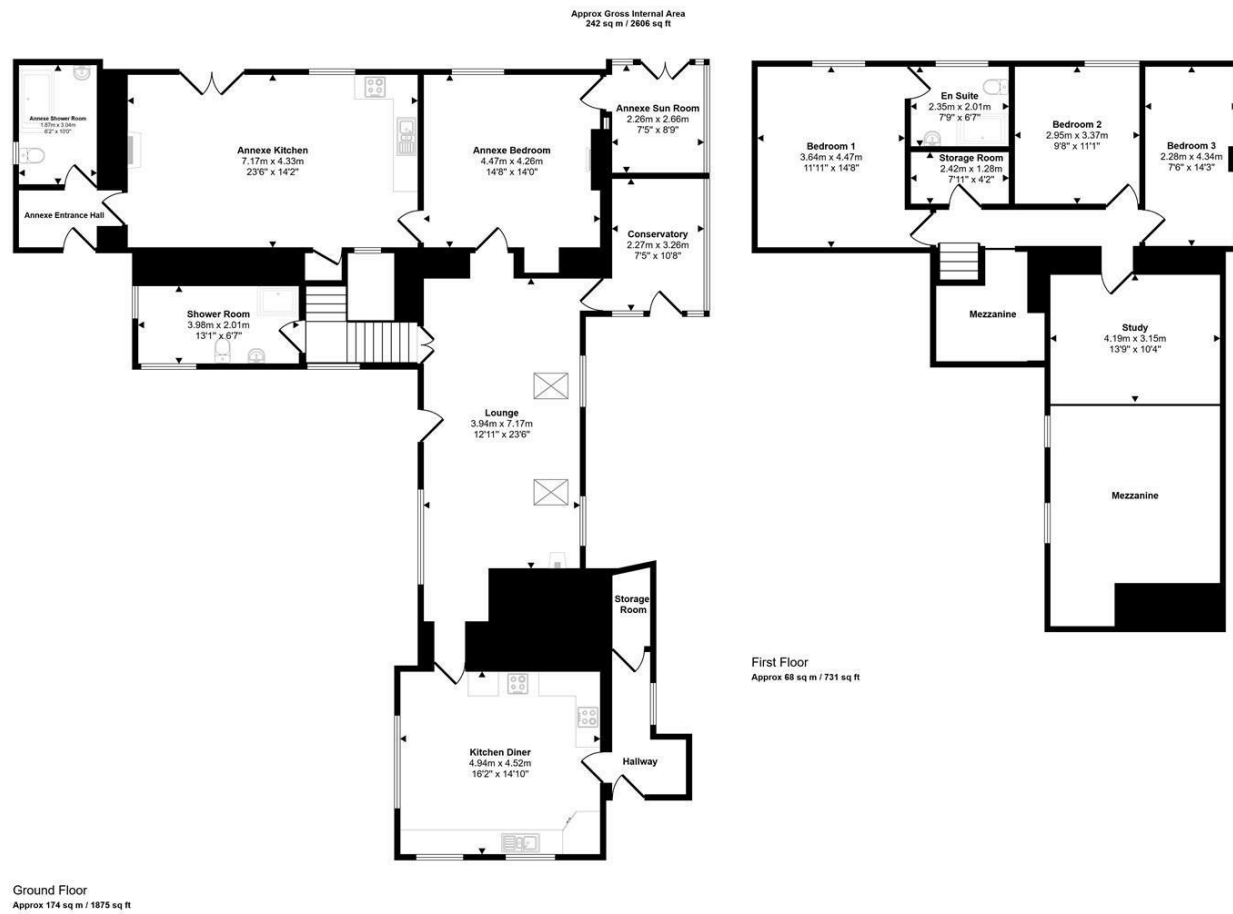 Approx Gross Internal Area
242 sq m / 2606 sq ft
Annexe Shower Room
1.87m x 3.04m
6'2" x 10'0"
Annexe Entrance Hall
Annexe Kitchen
7.17m x 4.33m
23'6" x 14'2"
Annexe Bedroom
4.47m x 4.26m
14'8" x 14'0"
Annexe Sun Room
2.26m x 2.66m
7'5" x 8'9"
Conservatory
2.27m x 3.26m
7'5" x 10'8"
Shower Room
3.98m x 2.01m
13'1" x 6'7"
Lounge
3.94m x 7.17m
12'11" x 23'6"
Storage
Room
Kitchen Diner
4.94m x 4.52m
16'2" x 14'10"
Hallway
Ground Floor
Approx 174 sq m / 1875 sq ft
Bedroom 1
3.64m x 4.47m
11'11" x 14'8"
En Suite
2.35m x 2.01m
7'9" x 6'7"
Storage Room
2.42m x 1.28m
7'11" x 4'2"
Bedroom 2
2.95m x 3.37m
9'8" x 11'1"
Bedroom 3
2.28m x 4.34m
7'6" x 14'3"
Mezzanine
Study
4.19m x 3.15m
13'9" x 10'4"
Mezzanine
First Floor
Approx 68 sq m / 731 sq ft